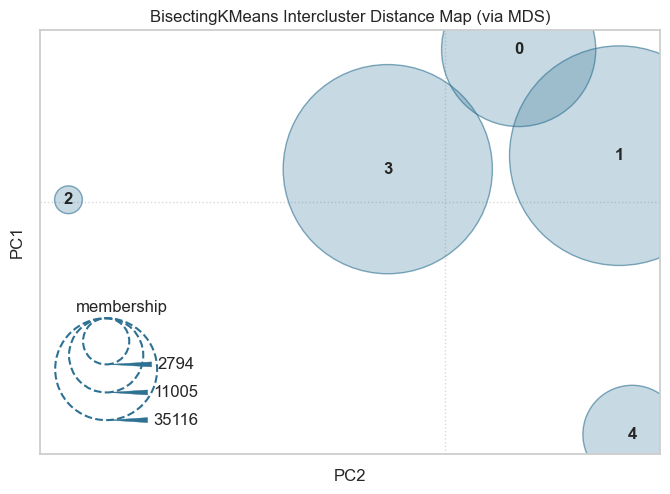 BisectingKMeans Intercluster Distance Map (via MDS)
0
1
3
2
PC1
membership
2794
11005
35116
4
PC2